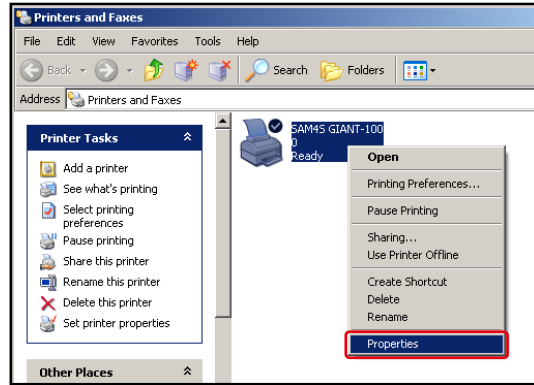 Printers and Faxes
File Edit View Favorites Tools Help
Back Search Folders
Address Printers and Faxes
Printer Tasks
Add a printer
See what's printing
Select printing
preferences
Pause printing
Share this printer
Rename this printer
Delete this printer
Set printer properties
Other Places
SAM4S GIANT-100
0
Ready
Open
Printing Preferences...
Pause Printing
Sharing...
Use Printer Offline
Create Shortcut
Delete
Rename
Properties